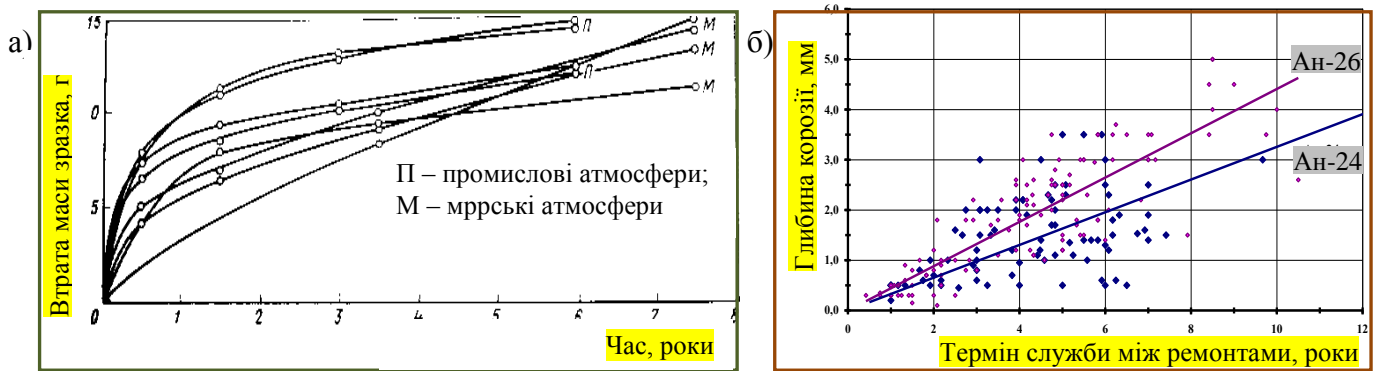 а)
Втрата маси зразка, г
15
0
5
П
П
М
М
М
П – промислові атмосфери;
М – мррські атмосфери
0 1 2 3 4 5 6 7 8
Час, роки
б)
Глибина корозії, мм
6,0
5,0
4,0
3,0
2,0
1,0
0,0
Ан-26
Ан-24
0 2 4 6 8 10 12
Термін служби між ремонтами, роки